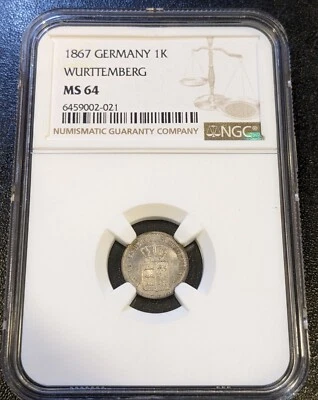 1867 GERMANY 1K
WURTTEMBERG
MS 64
6459002-021
NUMISMATIC GUARANTY COMPANY
NGC